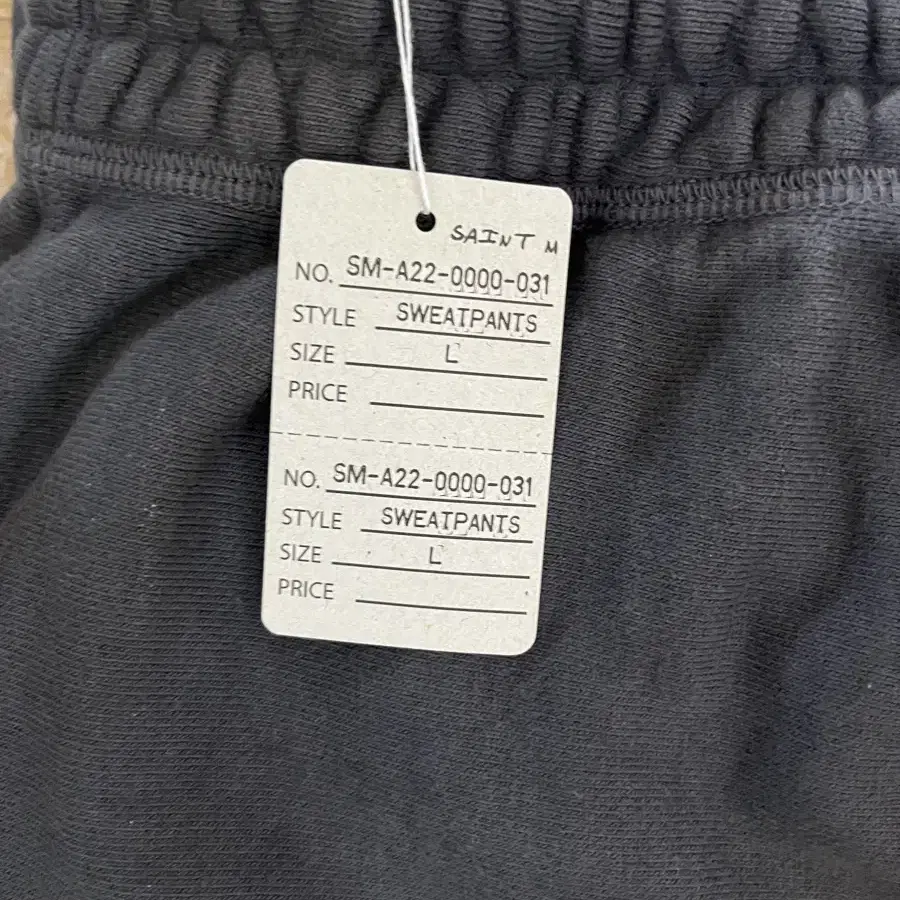 SAINT M
NO. SM-A22-0000-031
STYLE SWEATPANTS
SIZE L
PRICE
NO. SM-A22-0000-031
STYLE SWEATPANTS
SIZE L
PRICE